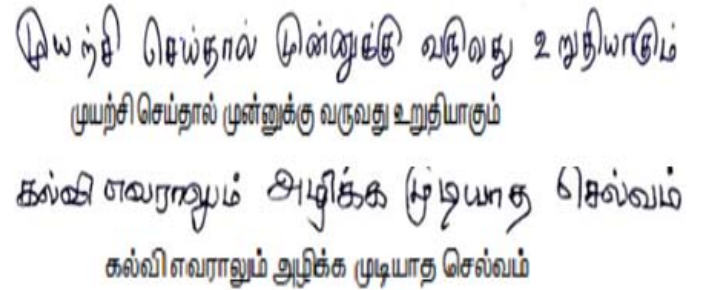 முயற்சி செய்தால் முன்னுக்கு வருவது உறுதியாகும்
முயற்சி செய்தால் முன்னுக்கு வருவது உறுதியாகும்
கல்வி எவராலும் அழிக்க முடியாத செல்வம்
கல்வி எவராலும் அழிக்க முடியாத செல்வம்